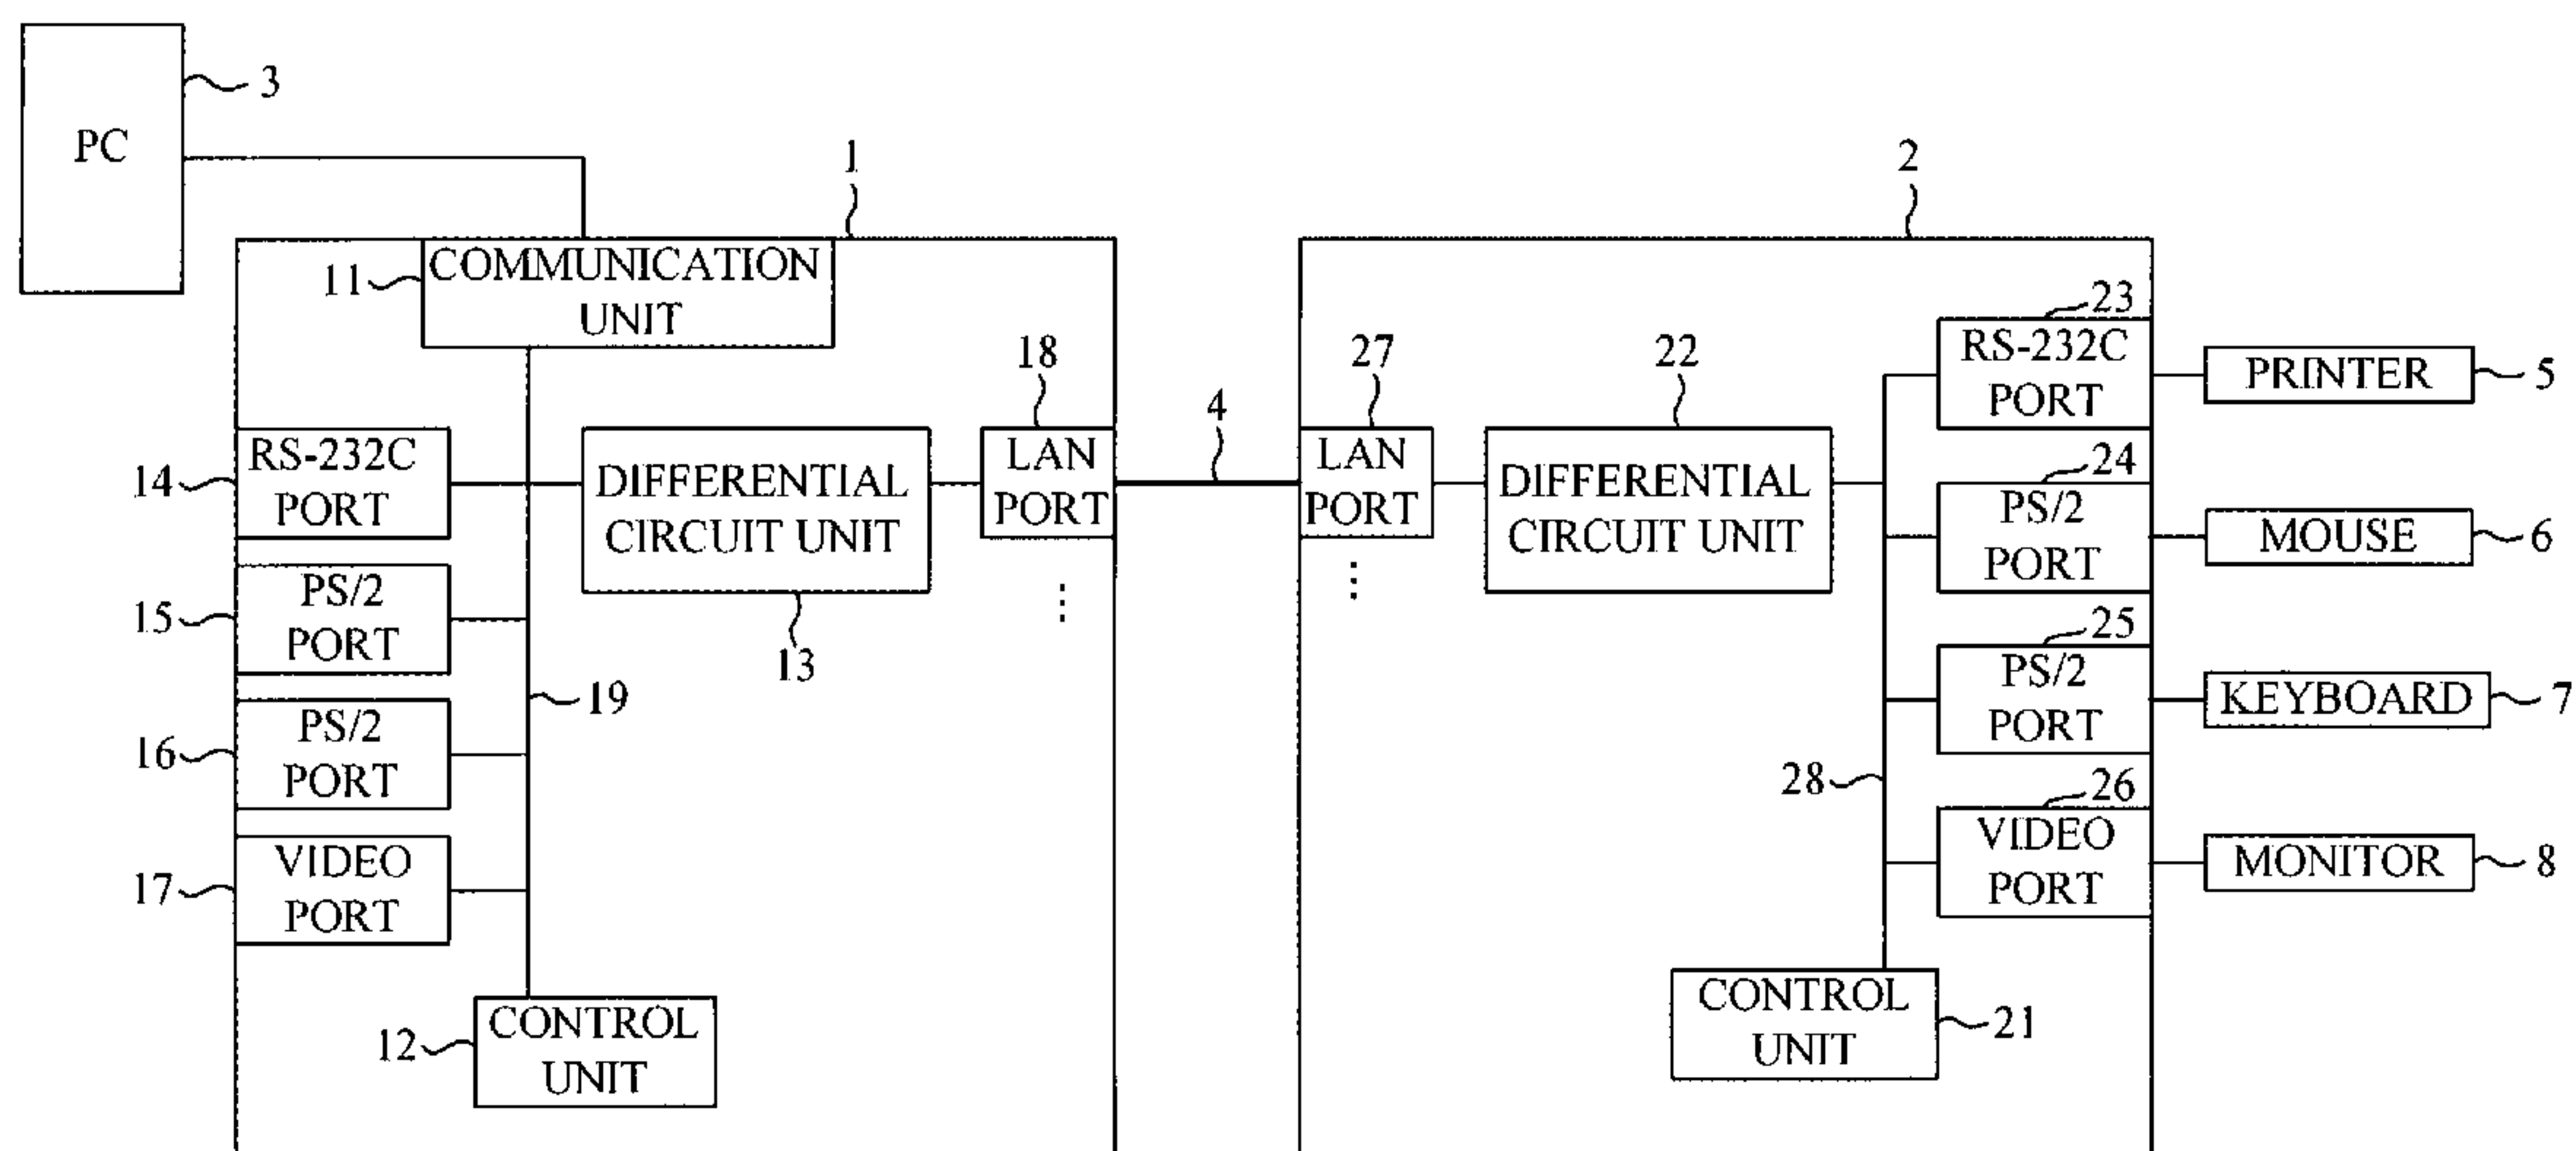 3
PC
1
2
11
COMMUNICATION
UNIT
23
18
27
22
RS-232C
PORT
PRINTER
5
4
14
RS-232C
PORT
DIFFERENTIAL
CIRCUIT UNIT
LAN
PORT
LAN
PORT
DIFFERENTIAL
CIRCUIT UNIT
24
PS/2
PORT
MOUSE
6
15
PS/2
PORT
13
25
PS/2
PORT
KEYBOARD
7
19
16
PS/2
PORT
28
26
VIDEO
PORT
MONITOR
8
17
VIDEO
PORT
12
CONTROL
UNIT
CONTROL
UNIT
21